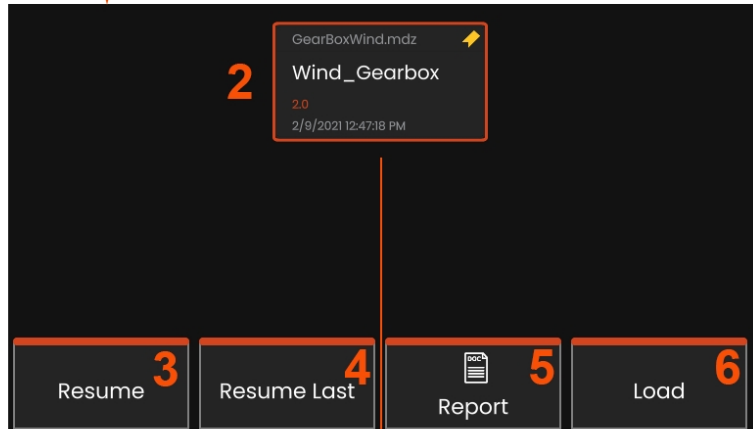 GearBoxWind.mdz
2
Wind_Gearbox
2.0
2/9/2021 12:47:18 PM
3
4
DOC
5
6
Resume
Resume Last
Report
Load